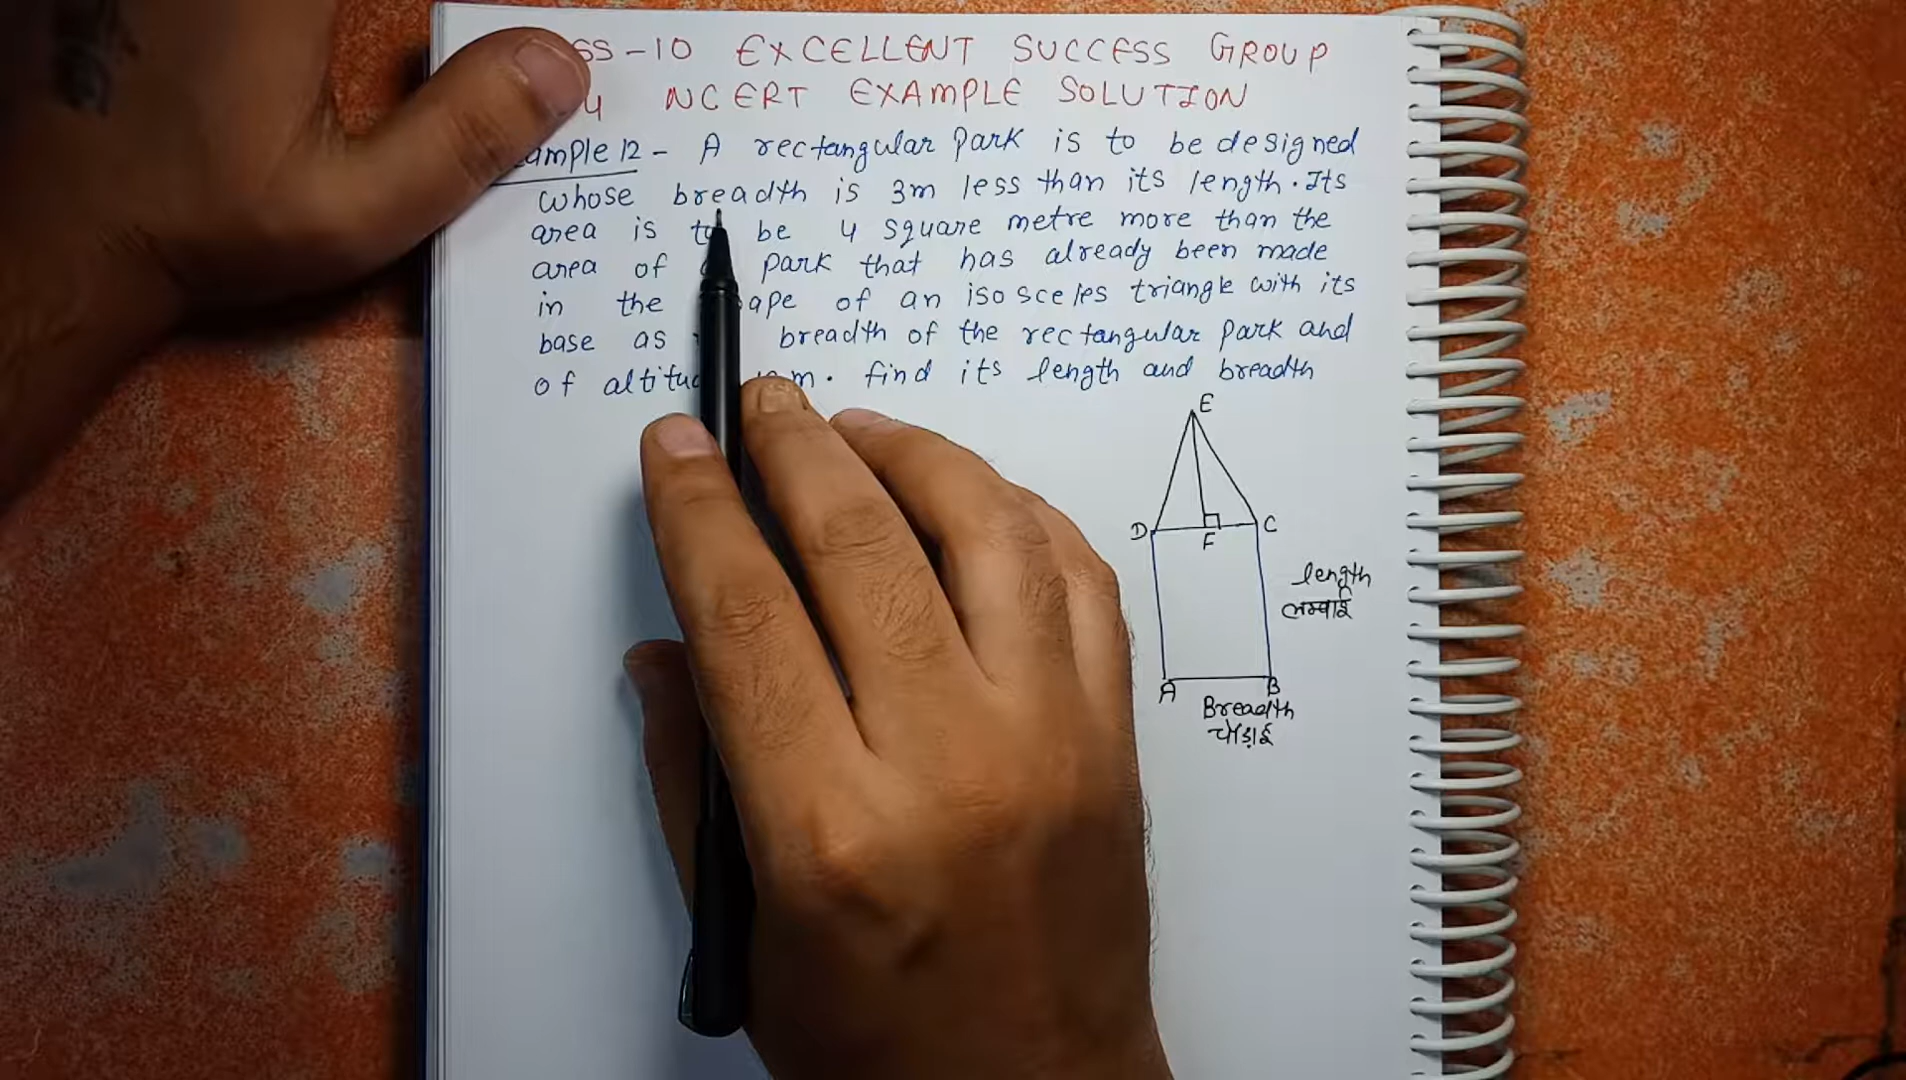 SS - 10 EXCELLENT SUCCESS GROUP
4 NCERT EXAMPLE SOLUTION
ample 12 - A rectangular Park is to be designed
whose breadth is 3m less than its length. Its
area is to be 4 square metre more than the
area of Park that has already been made
in the ape of an isosceles triangle with its
base as breadth of the rectangular Park and
of altitud m. find its length and breadth
E
D F C
length
लम्बाई
A B
Breadth
चौड़ाई